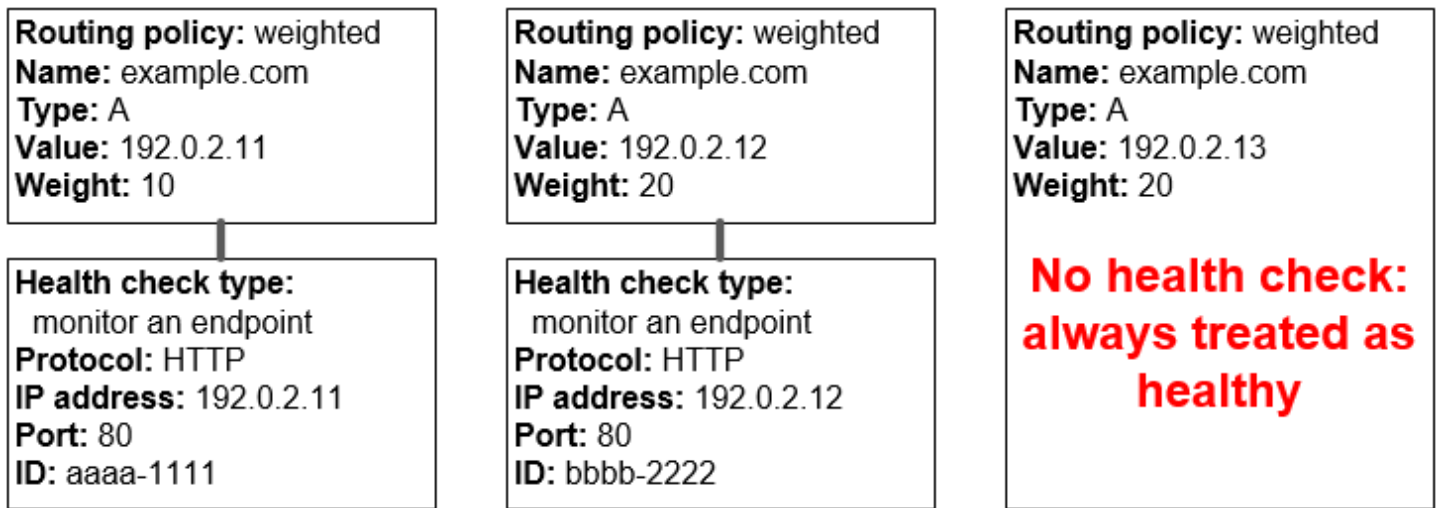 Routing policy: weighted
Name: example.com
Type: A
Value: 192.0.2.11
Weight: 10
Health check type:
monitor an endpoint
Protocol: HTTP
IP address: 192.0.2.11
Port: 80
ID: aaaa-1111
Routing policy: weighted
Name: example.com
Type: A
Value: 192.0.2.12
Weight: 20
Health check type:
monitor an endpoint
Protocol: HTTP
IP address: 192.0.2.12
Port: 80
ID: bbbb-2222
Routing policy: weighted
Name: example.com
Type: A
Value: 192.0.2.13
Weight: 20
No health check:
always treated as
healthy